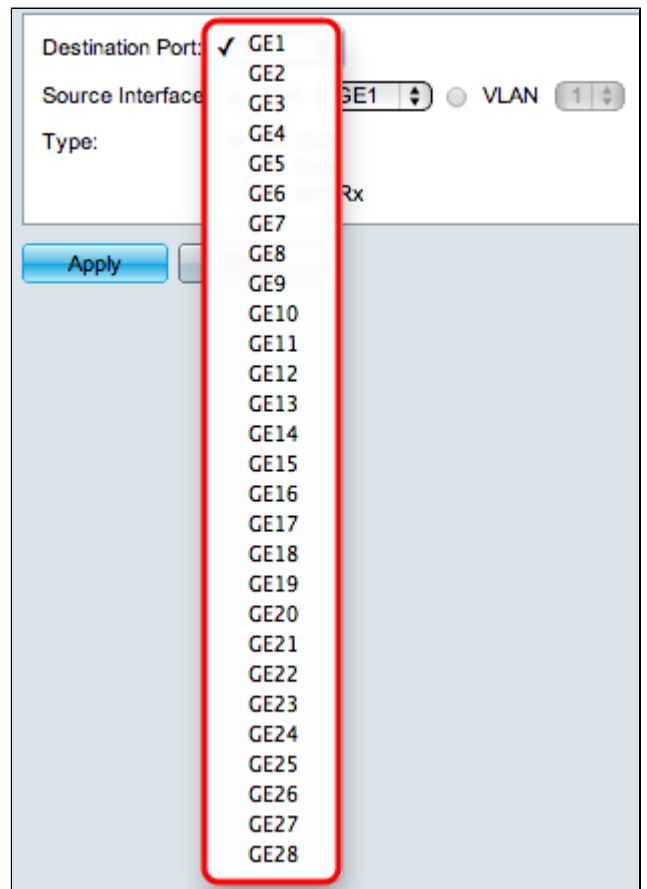 Destination Port: ✓ GE1
GE2
Source Interface GE3 GE1 VLAN 1
Type: GE4
GE5
GE6 Rx
GE7
Apply GE8
GE9
GE10
GE11
GE12
GE13
GE14
GE15
GE16
GE17
GE18
GE19
GE20
GE21
GE22
GE23
GE24
GE25
GE26
GE27
GE28